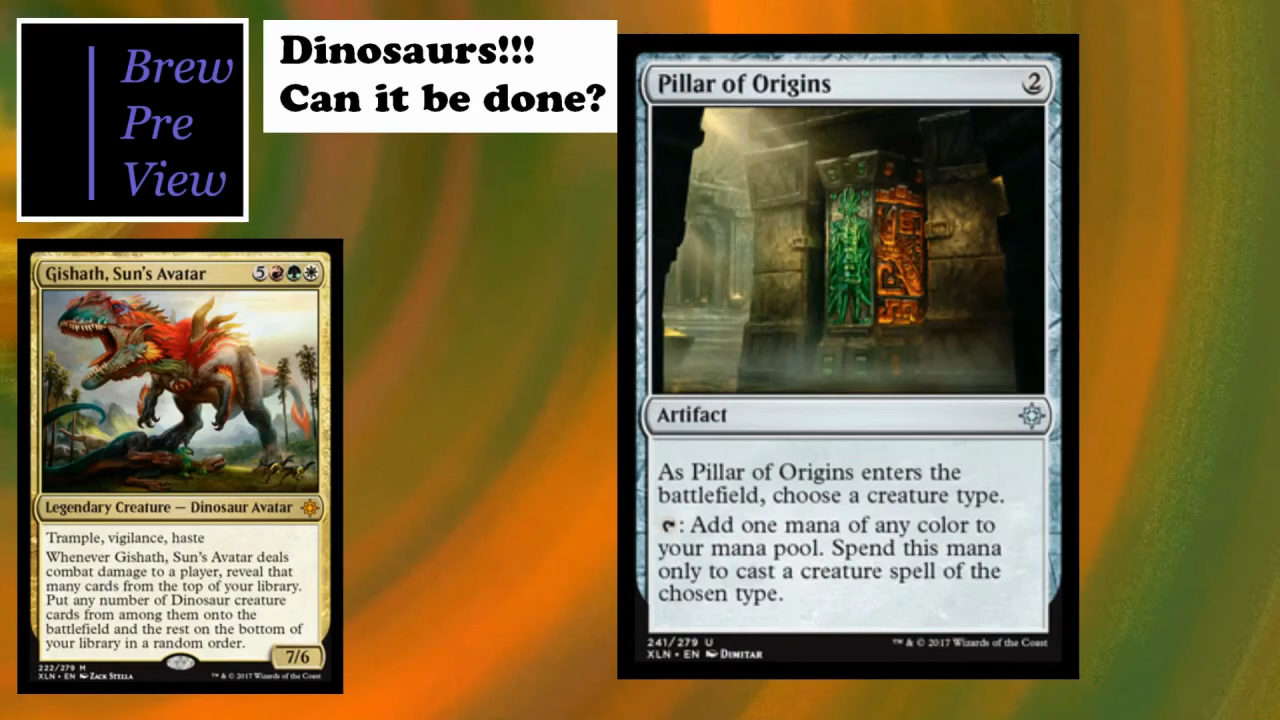 Brew
Pre
View
Dinosaurs!!!
Can it be done?
Gishath, Sun's Avatar
5
Legendary Creature — Dinosaur Avatar
Trample, vigilance, haste
Whenever Gishath, Sun's Avatar deals
combat damage to a player, reveal that
many cards from the top of your library.
Put any number of Dinosaur creature
cards from among them onto the
battlefield and the rest on the bottom of
your library in a random order.
7/6
222/279 M
XLN • EN Zack Stella
™ & © 2017 Wizards of the Coast
Pillar of Origins
2
Artifact
As Pillar of Origins enters the
battlefield, choose a creature type.
: Add one mana of any color to
your mana pool. Spend this mana
only to cast a creature spell of the
chosen type.
241/279 U
XLN • EN Dimitar
™ & © 2017 Wizards of the Coast